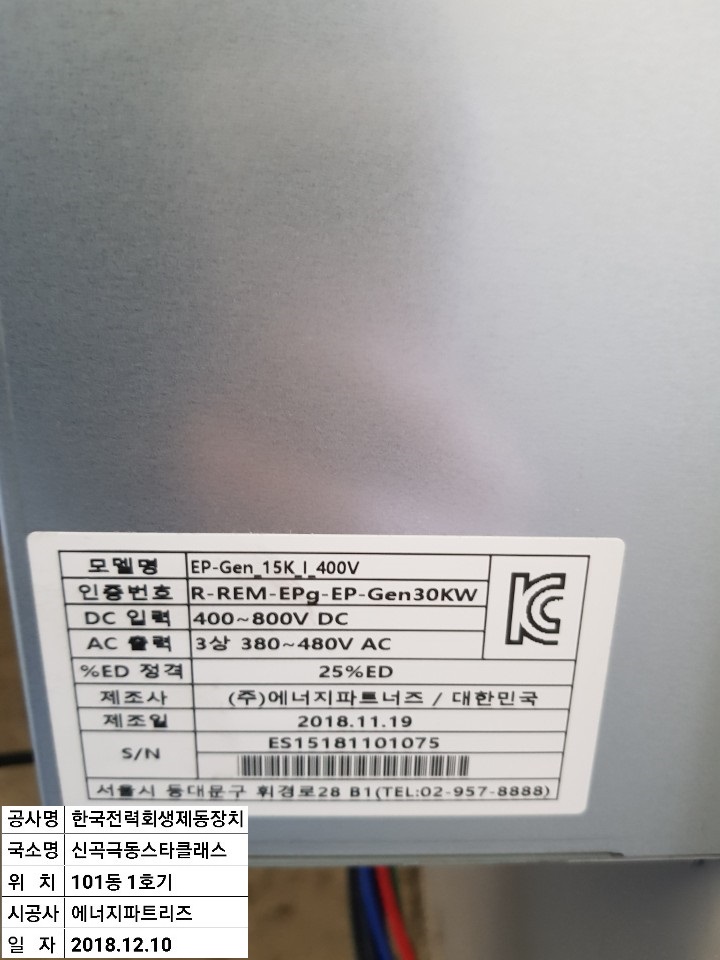 모델명 EP-Gen_15K_I_400V
인증번호 R-REM-EPg-EP-Gen30KW
DC 입력 400~800V DC
AC 출력 3상 380~480V AC
%ED 정격 25%ED
제조사 (주)에너지파트너즈 / 대한민국
제조일 2018.11.19
S/N ES15181101075
서울시 동대문구 휘경로28 B1(TEL:02-957-8888)
공사명 한국전력회생제동장치
국소명 신곡극동스타클래스
위 치 101동 1호기
시공사 에너지파트리즈
일 자 2018.12.10